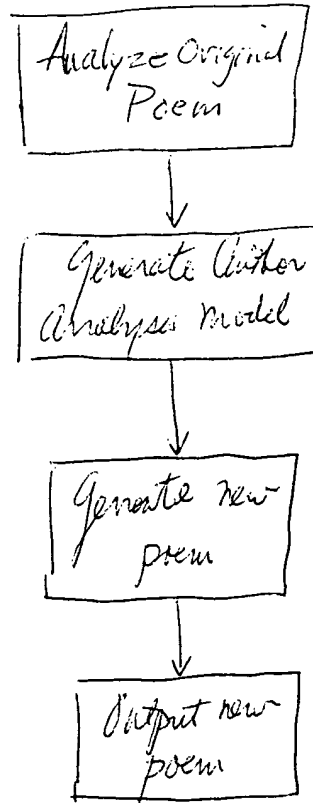 Analyze Original
Poem
Generate Author
Analysis Model
Generate new
poem
Output new
poem